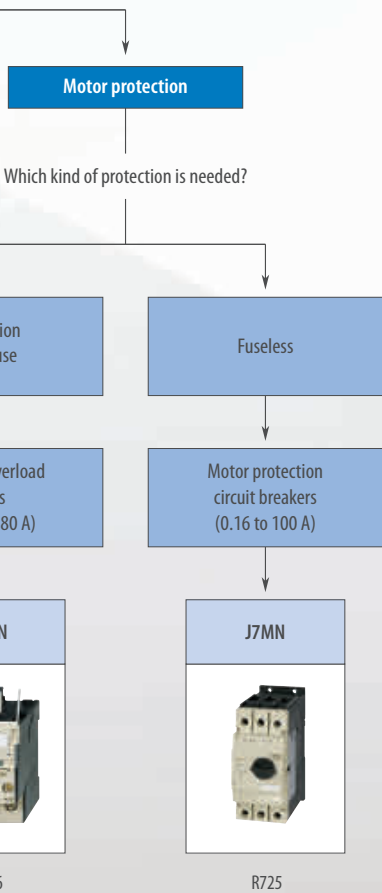 Motor protection
Which kind of protection is needed?
Fuseless
Motor protection
circuit breakers
(0.16 to 100 A)
80 A)
J7MN
R725